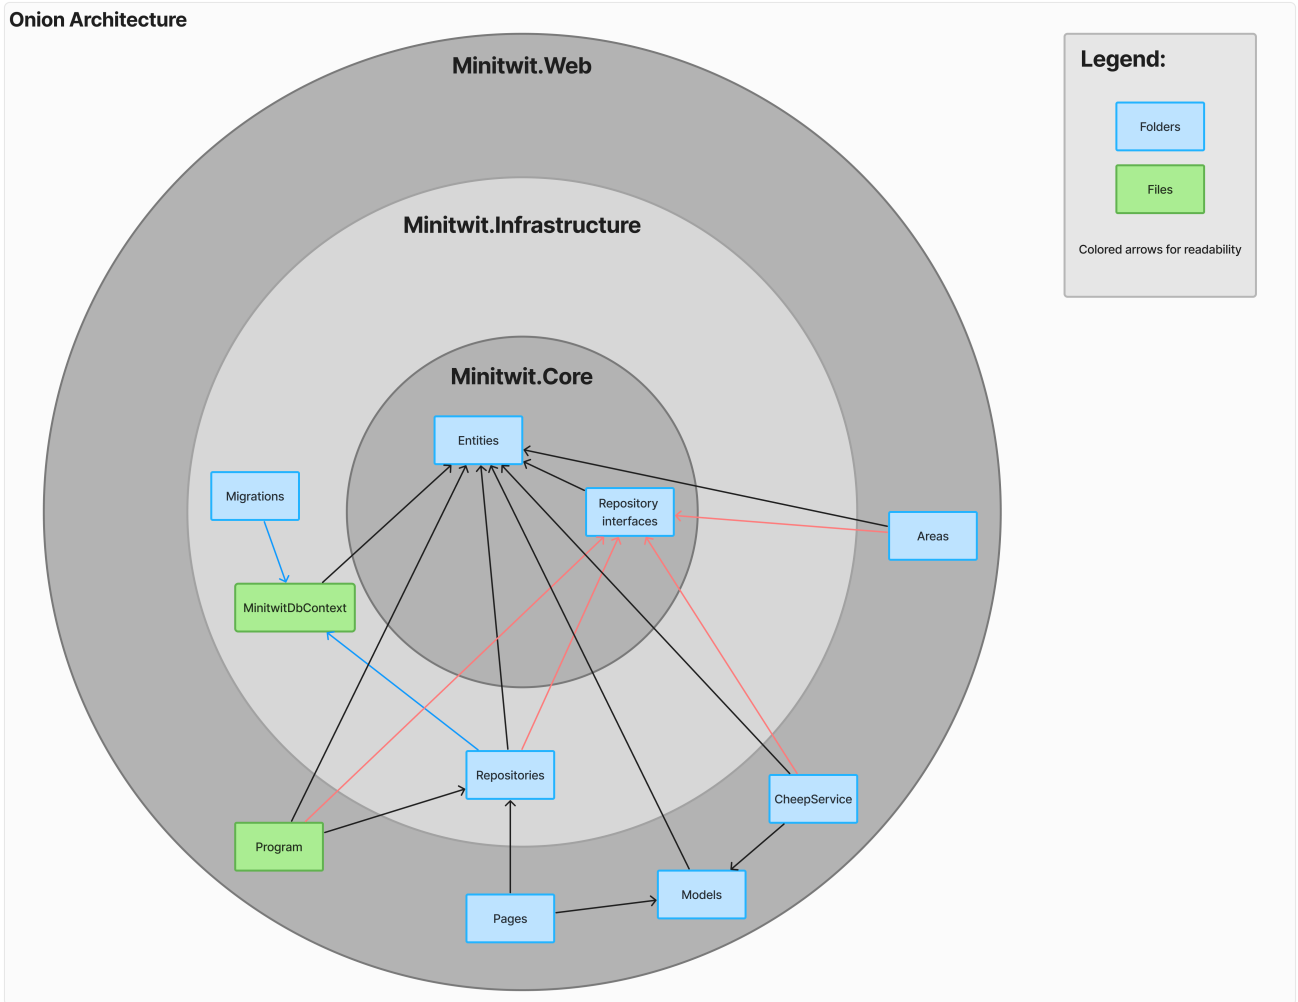 Onion Architecture
Minitwit.Web
Legend:
Folders
Files
Colored arrows for readability
Minitwit.Infrastructure
Minitwit.Core
Entities
Migrations
Repository
interfaces
Areas
MinitwitDbContext
Repositories
CheepService
Program
Models
Pages